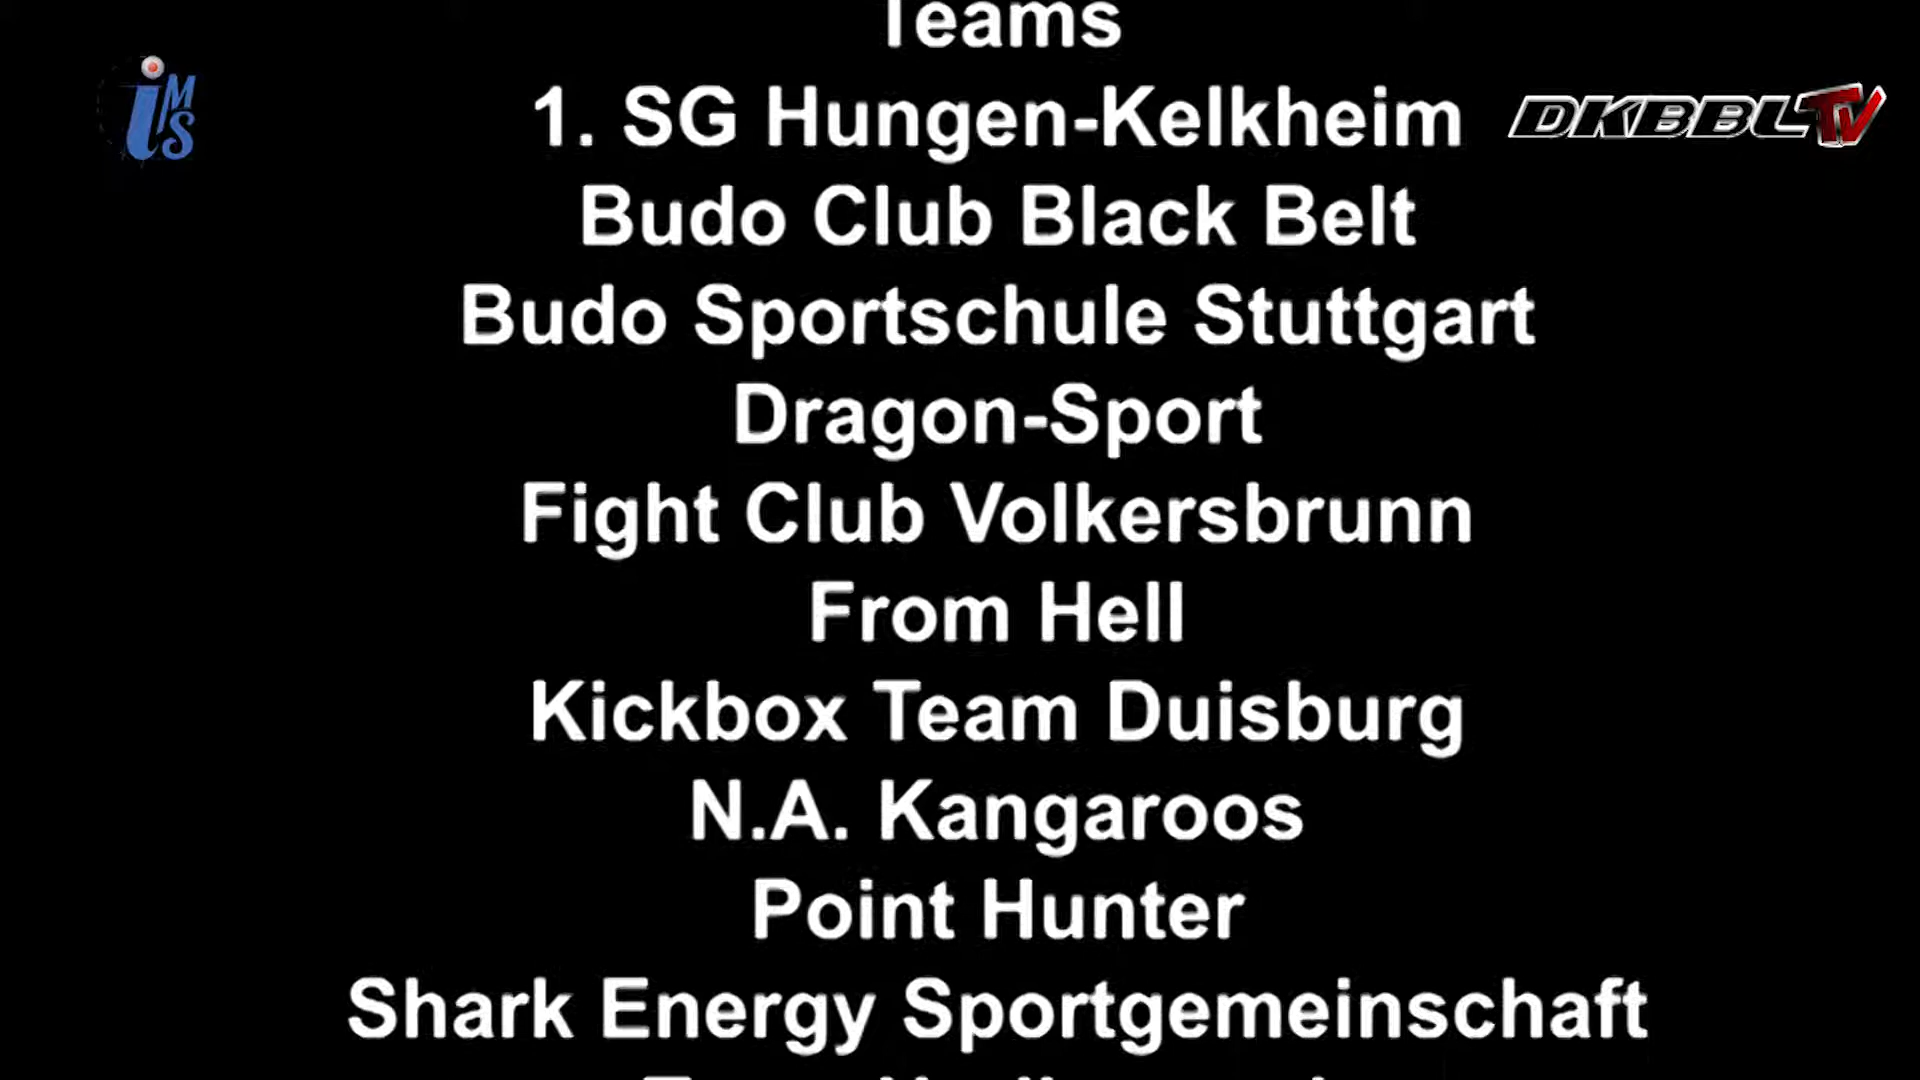 Teams
iMS
DKBBL TV
1. SG Hungen-Kelkheim
Budo Club Black Belt
Budo Sportschule Stuttgart
Dragon-Sport
Fight Club Volkersbrunn
From Hell
Kickbox Team Duisburg
N.A. Kangaroos
Point Hunter
Shark Energy Sportgemeinschaft